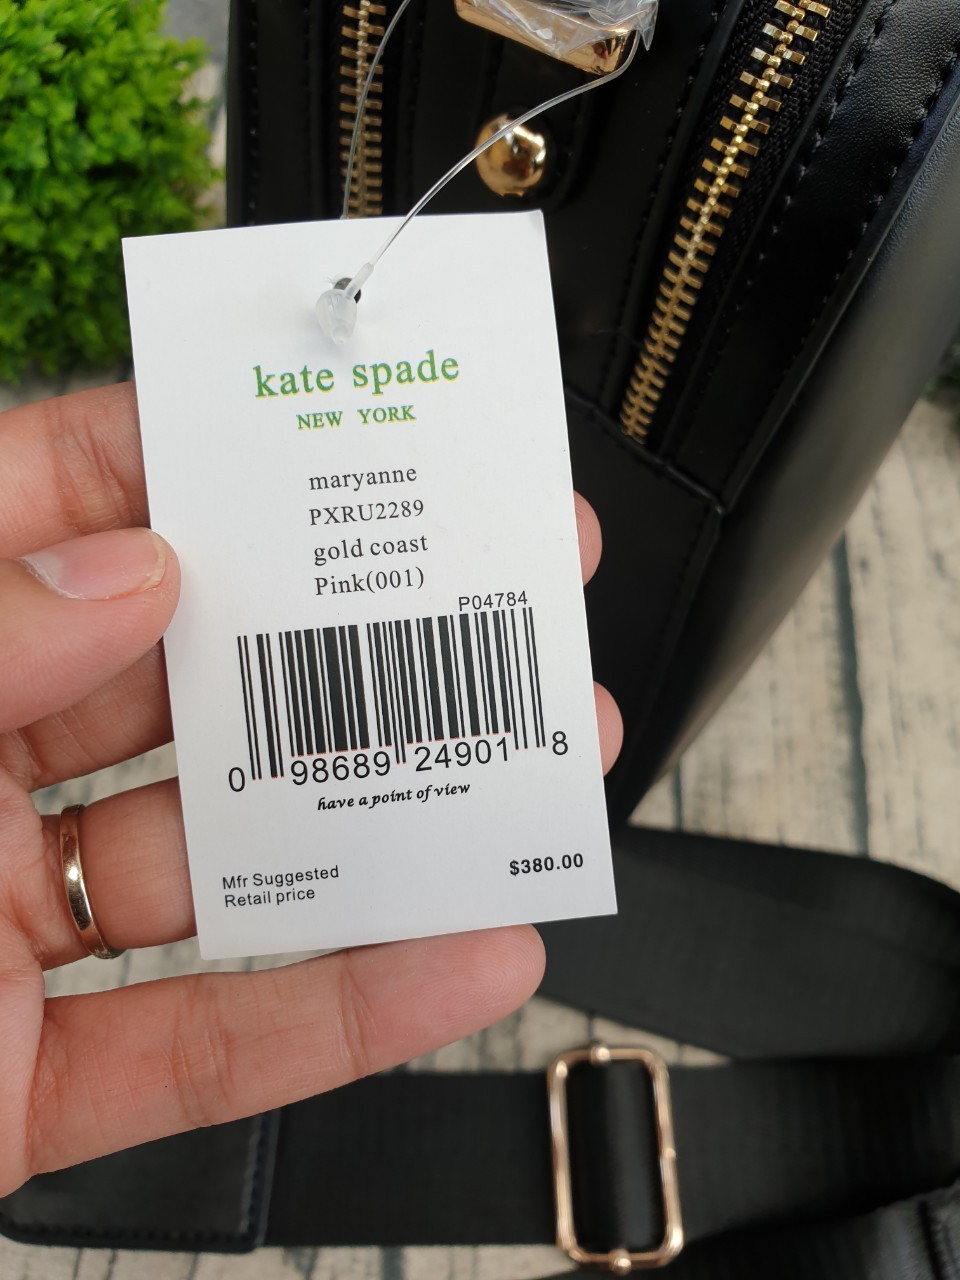 kate spade
NEW YORK
maryanne
PXRU2289
gold coast
Pink(001)
P04784
0 98689 24901 8
have a point of view
Mfr Suggested
Retail price
$380.00